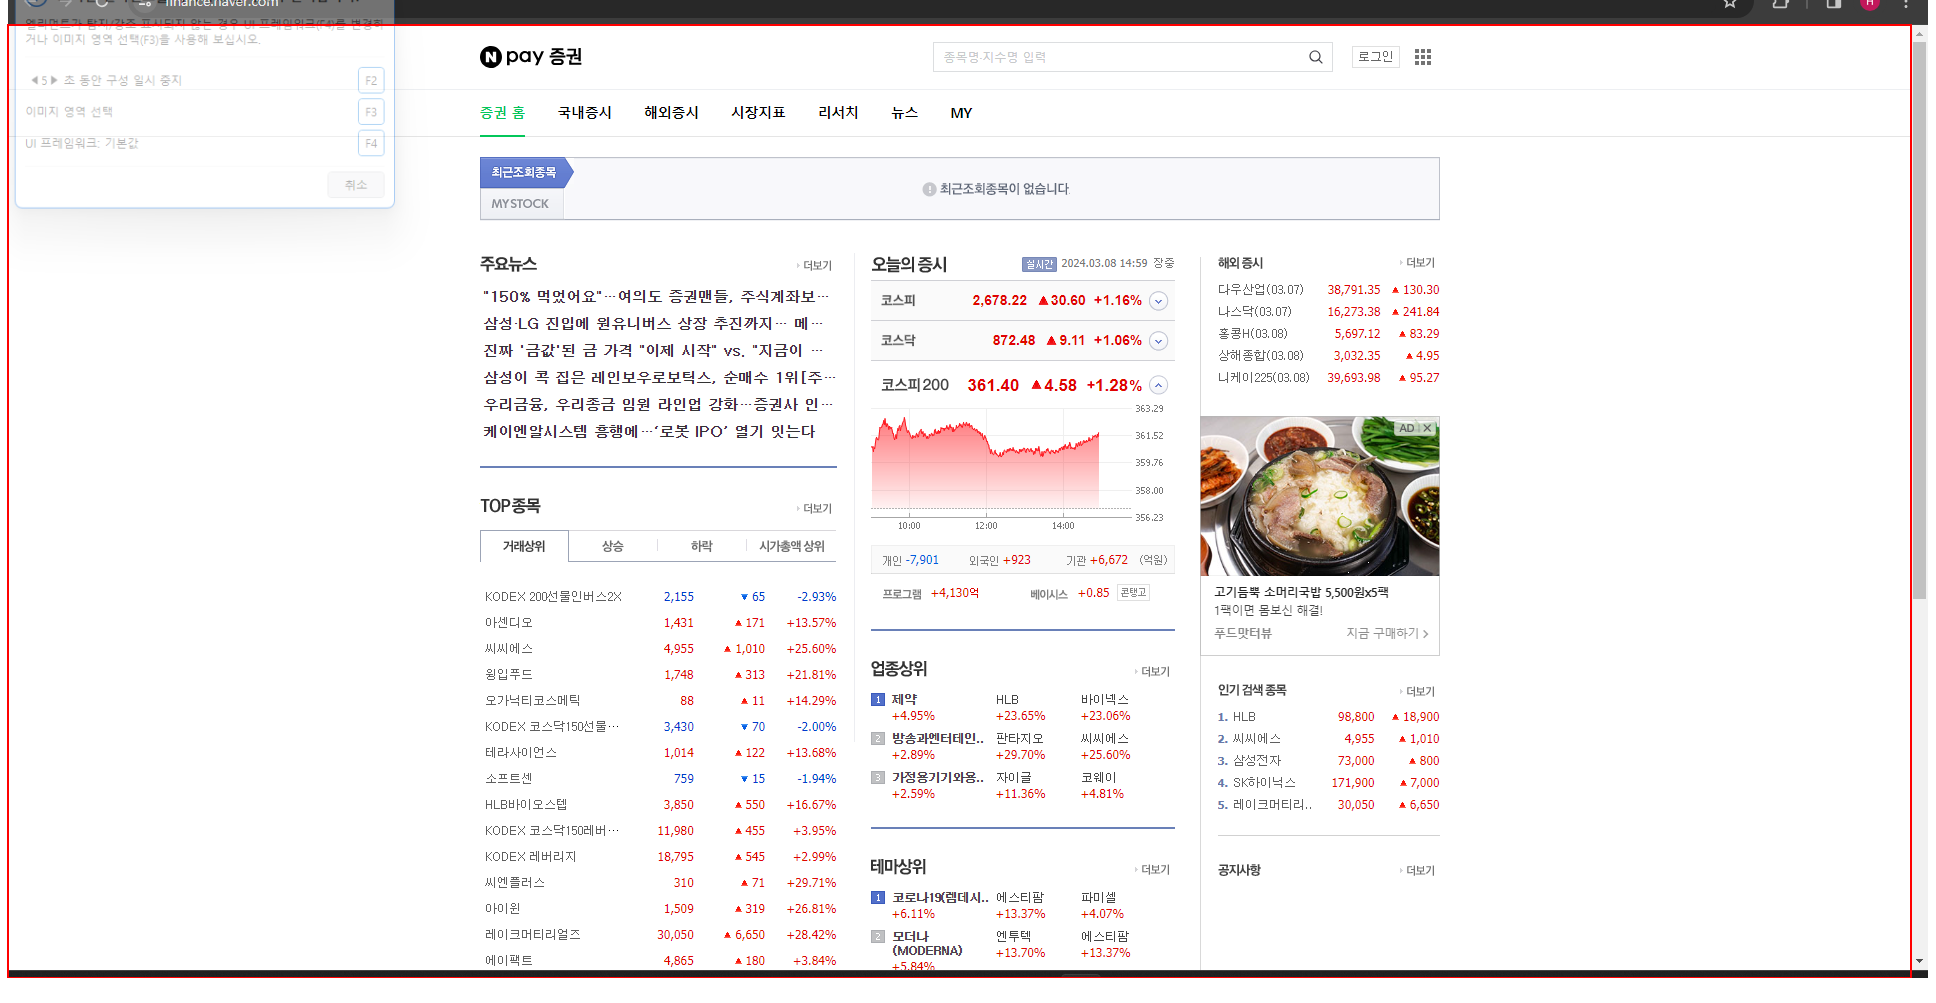 finance.naver.com
엘리먼트가 탐지/강조 표시되지 않는 경우 UI 프레임워크(F4)를 변경하
거나 이미지 영역 선택(F3)을 사용해 보십시오.
◀ 5 ▶ 초 동안 구성 일시 중지 F2
이미지 영역 선택 F3
UI 프레임워크: 기본값 F4
취소
N pay 증권
종목명·지수명 입력
로그인
증권 홈 국내증시 해외증시 시장지표 리서치 뉴스 MY
최근조회종목
MYSTOCK
최근조회종목이 없습니다.
주요뉴스 더보기
"150% 먹었어요"…여의도 증권맨들, 주식계좌보…
삼성·LG 진입에 원유니버스 상장 추진까지… 메…
진짜 '금값'된 금 가격 "이제 시작" vs. "지금이 …
삼성이 콕 집은 레인보우로보틱스, 순매수 1위[주…
우리금융, 우리종금 임원 라인업 강화…증권사 인…
케이엔알시스템 흥행에…‘로봇 IPO’ 열기 잇는다
TOP종목 더보기
거래상위 상승 하락 시가총액 상위
KODEX 200선물인버스2X 2,155 ▼ 65 -2.93%
아센디오 1,431 ▲ 171 +13.57%
씨씨에스 4,955 ▲ 1,010 +25.60%
윙입푸드 1,748 ▲ 313 +21.81%
오가닉티코스메틱 88 ▲ 11 +14.29%
KODEX 코스닥150선물… 3,430 ▼ 70 -2.00%
테라사이언스 1,014 ▲ 122 +13.68%
소프트센 759 ▼ 15 -1.94%
HLB바이오스텝 3,850 ▲ 550 +16.67%
KODEX 코스닥150레버… 11,980 ▲ 455 +3.95%
KODEX 레버리지 18,795 ▲ 545 +2.99%
씨엔플러스 310 ▲ 71 +29.71%
아이윈 1,509 ▲ 319 +26.81%
레이크머티리얼즈 30,050 ▲ 6,650 +28.42%
에이팩트 4,865 ▲ 180 +3.84%
오늘의 증시 실시간 2024.03.08 14:59 장중
코스피 2,678.22 ▲ 30.60 +1.16%
코스닥 872.48 ▲ 9.11 +1.06%
코스피200 361.40 ▲ 4.58 +1.28%
363.29
361.52
359.76
358.00
356.23
10:00 12:00 14:00
개인 -7,901 외국인 +923 기관 +6,672 (억원)
프로그램 +4,130억 베이시스 +0.85 콘탱고
업종상위 더보기
1 제약 HLB 바이넥스
+4.95% +23.65% +23.06%
2 방송과엔터테인.. 판타지오 씨씨에스
+2.89% +29.70% +25.60%
3 가정용기기와용.. 자이글 코웨이
+2.59% +11.36% +4.81%
테마상위 더보기
1 코로나19(렘데시.. 에스티팜 파미셀
+6.11% +13.37% +4.07%
2 모더나 엔투텍 에스티팜
(MODERNA) +13.70% +13.37%
+5.84%
해외 증시 더보기
다우산업(03.07) 38,791.35 ▲ 130.30
나스닥(03.07) 16,273.38 ▲ 241.84
홍콩H(03.08) 5,697.12 ▲ 83.29
상해종합(03.08) 3,032.35 ▲ 4.95
니케이225(03.08) 39,693.98 ▲ 95.27
AD X
고기듬뿍 소머리국밥 5,500원x5팩
1팩이면 몸보신 해결!
푸드맛터뷰 지금 구매하기 >
인기 검색 종목 더보기
1. HLB 98,800 ▲ 18,900
2. 씨씨에스 4,955 ▲ 1,010
3. 삼성전자 73,000 ▲ 800
4. SK하이닉스 171,900 ▲ 7,000
5. 레이크머티리.. 30,050 ▲ 6,650
공지사항 더보기